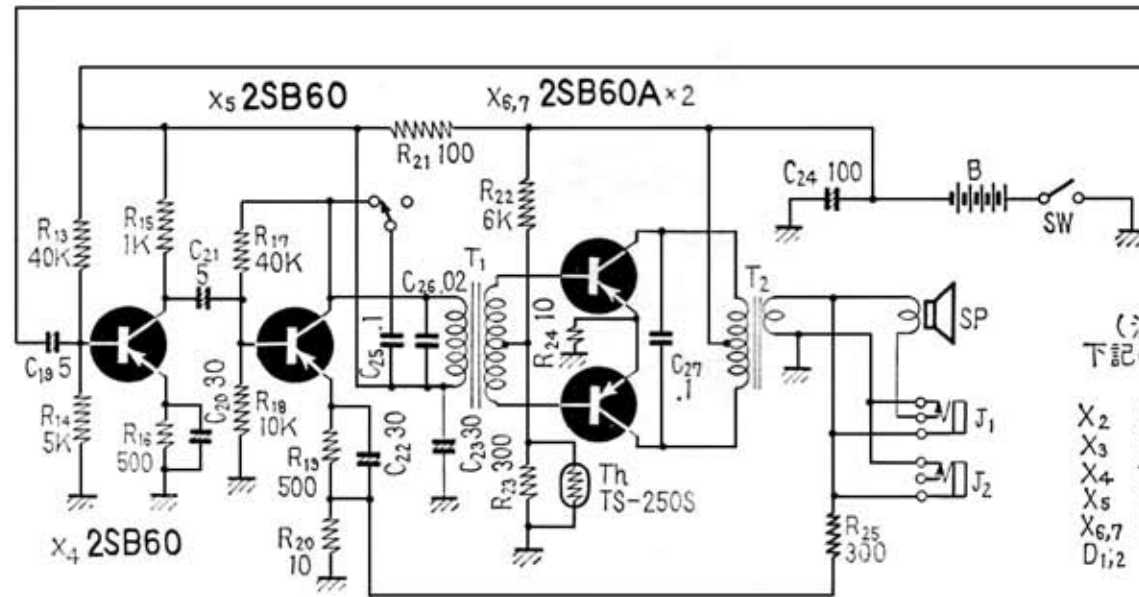 X5 2SB60
X6,7 2SB60A×2
R21 100
C24 100
B
SW
R13
40K
R15
1K
C21
5
R17
40K
R22
6K
T1
C26 .02
C25 .1
R24 10
C27
.1
T2
SP
C19 5
R14
5K
R16
500
C20 30
R18
10K
R19
500
C22 30
C23 30
R23 300
Th
TS-250S
J1
J2
R20
10
R25
300
X4 2SB60
下記
X2
X3
X4
X5
X6,7
D1,2